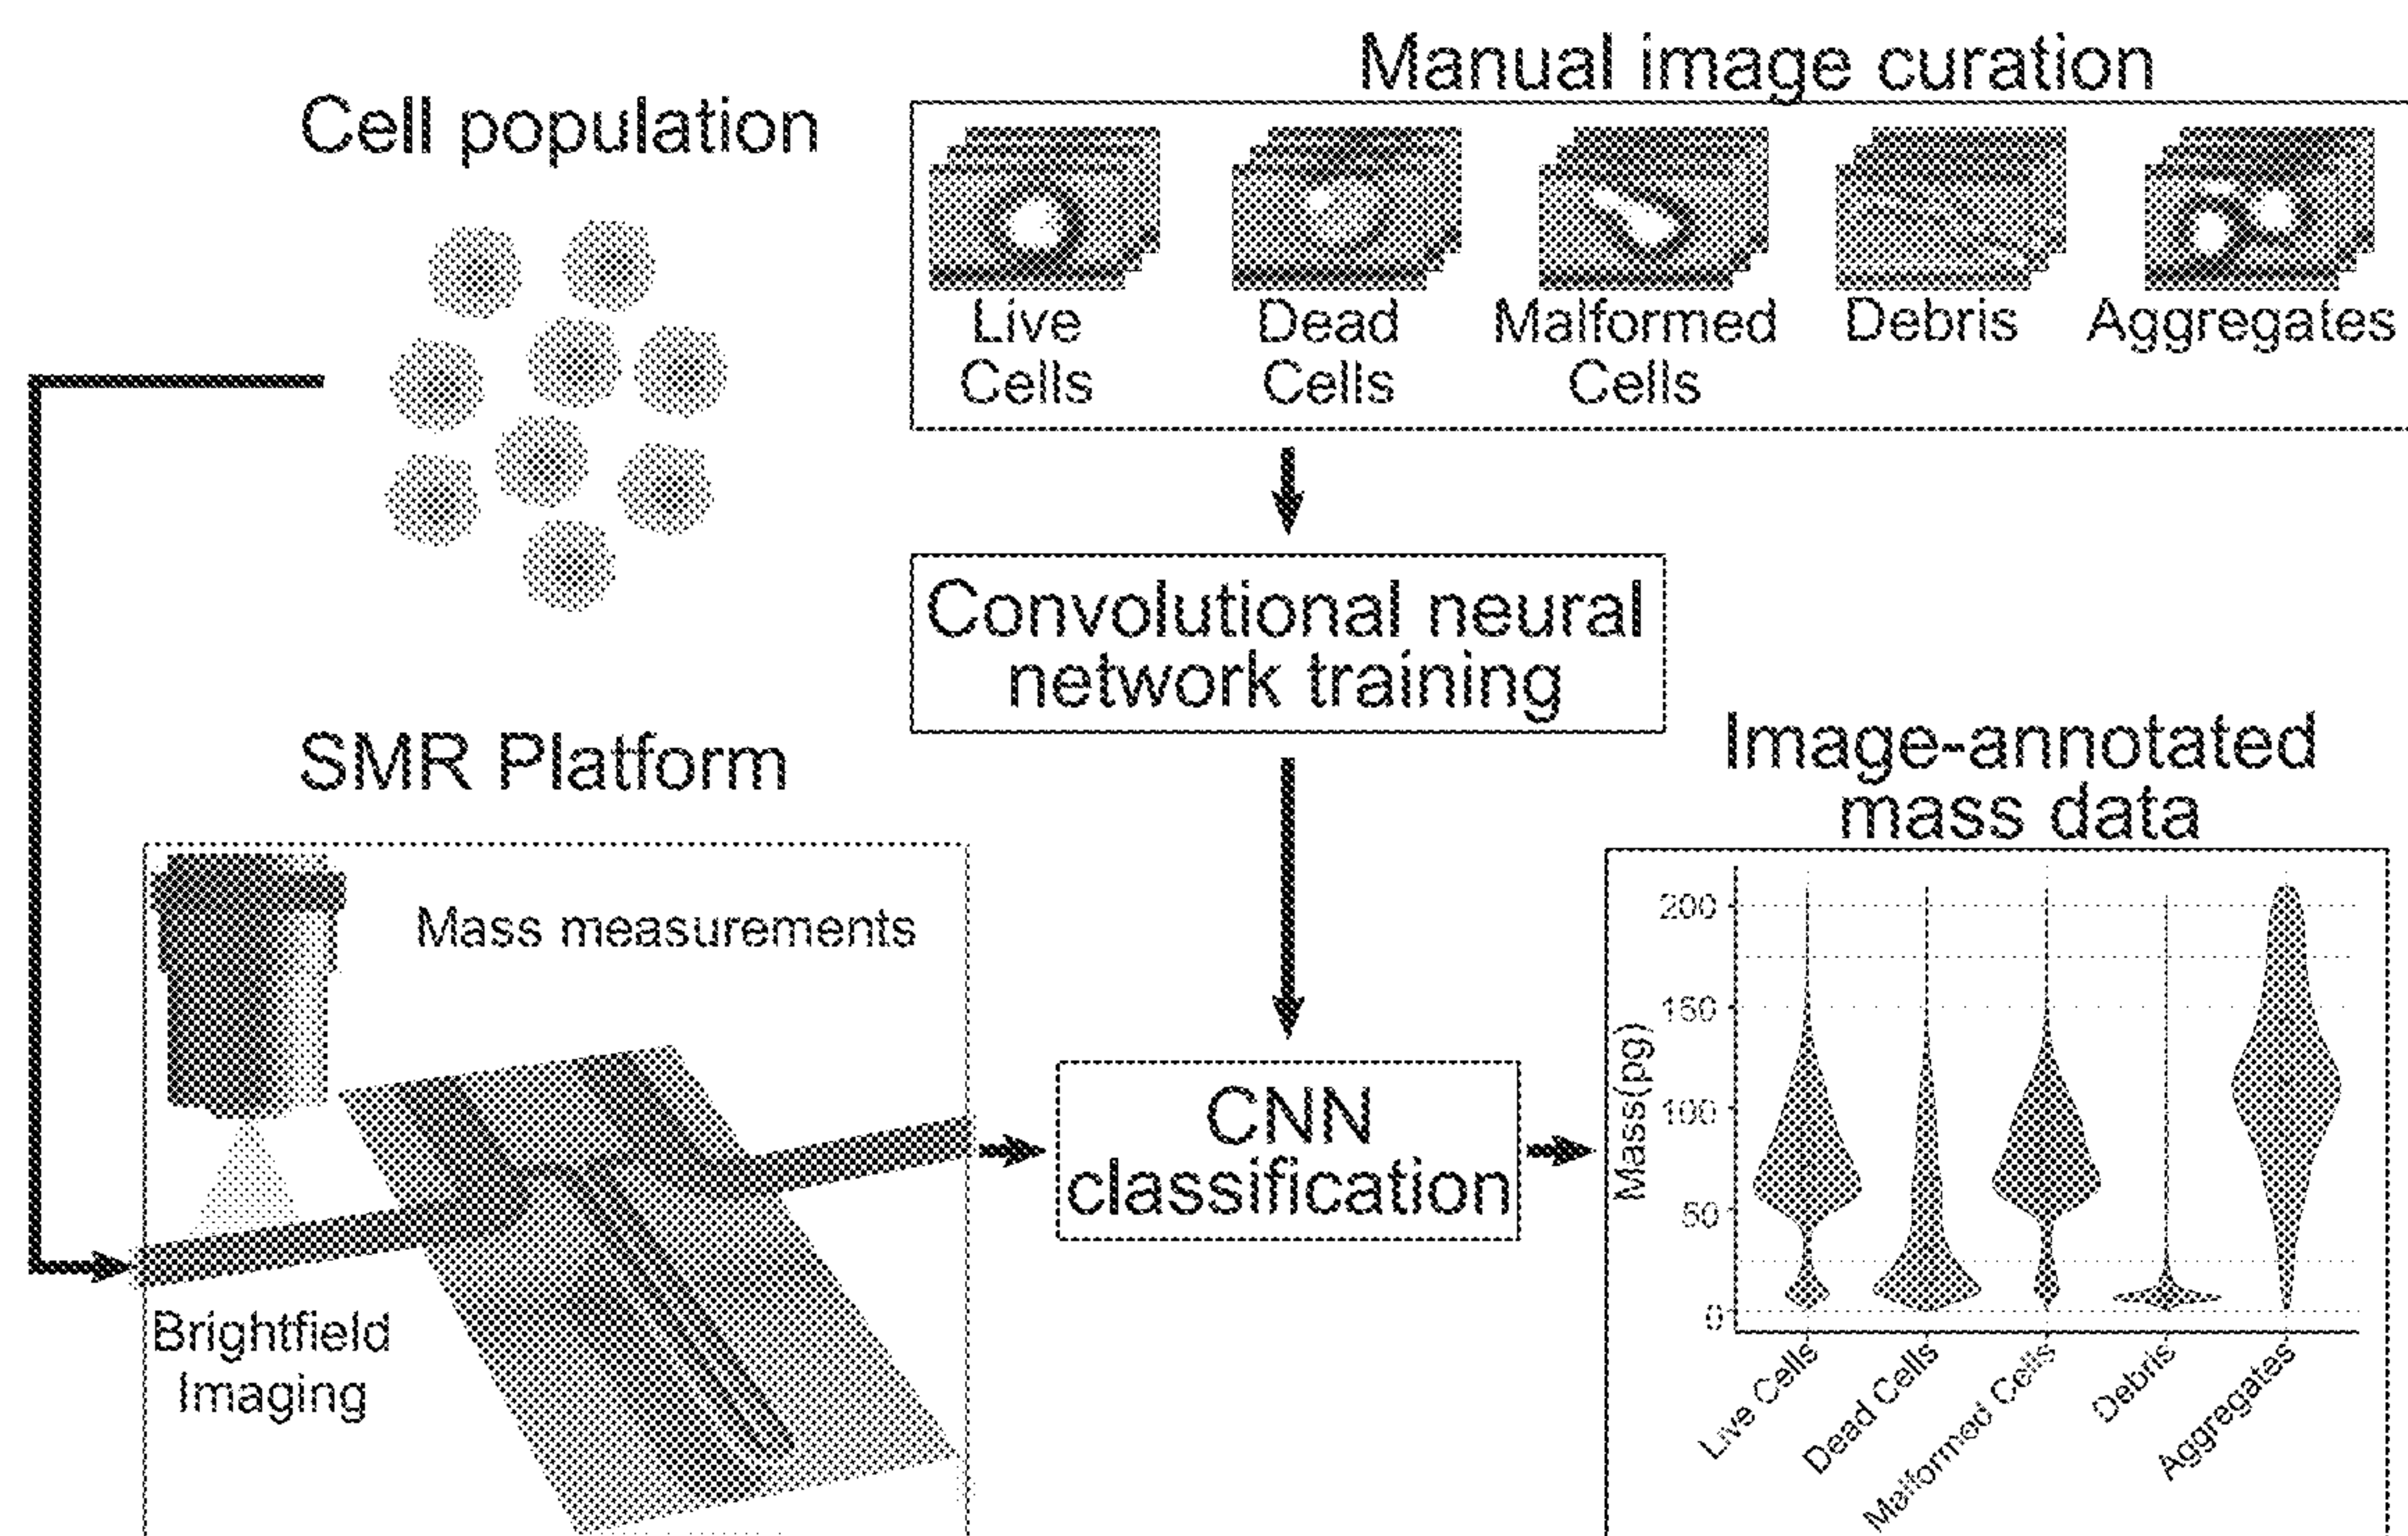 Manual image curation
Cell population
Live
Cells
Dead
Cells
Malformed
Cells
Debris
Aggregates
Convolutional neural
network training
SMR Platform
Mass measurements
Brightfield
Imaging
CNN
classification
Image-annotated
mass data
Mass(pg)
200
150
100
50
0
Live Cells
Dead Cells
Malformed Cells
Debris
Aggregates